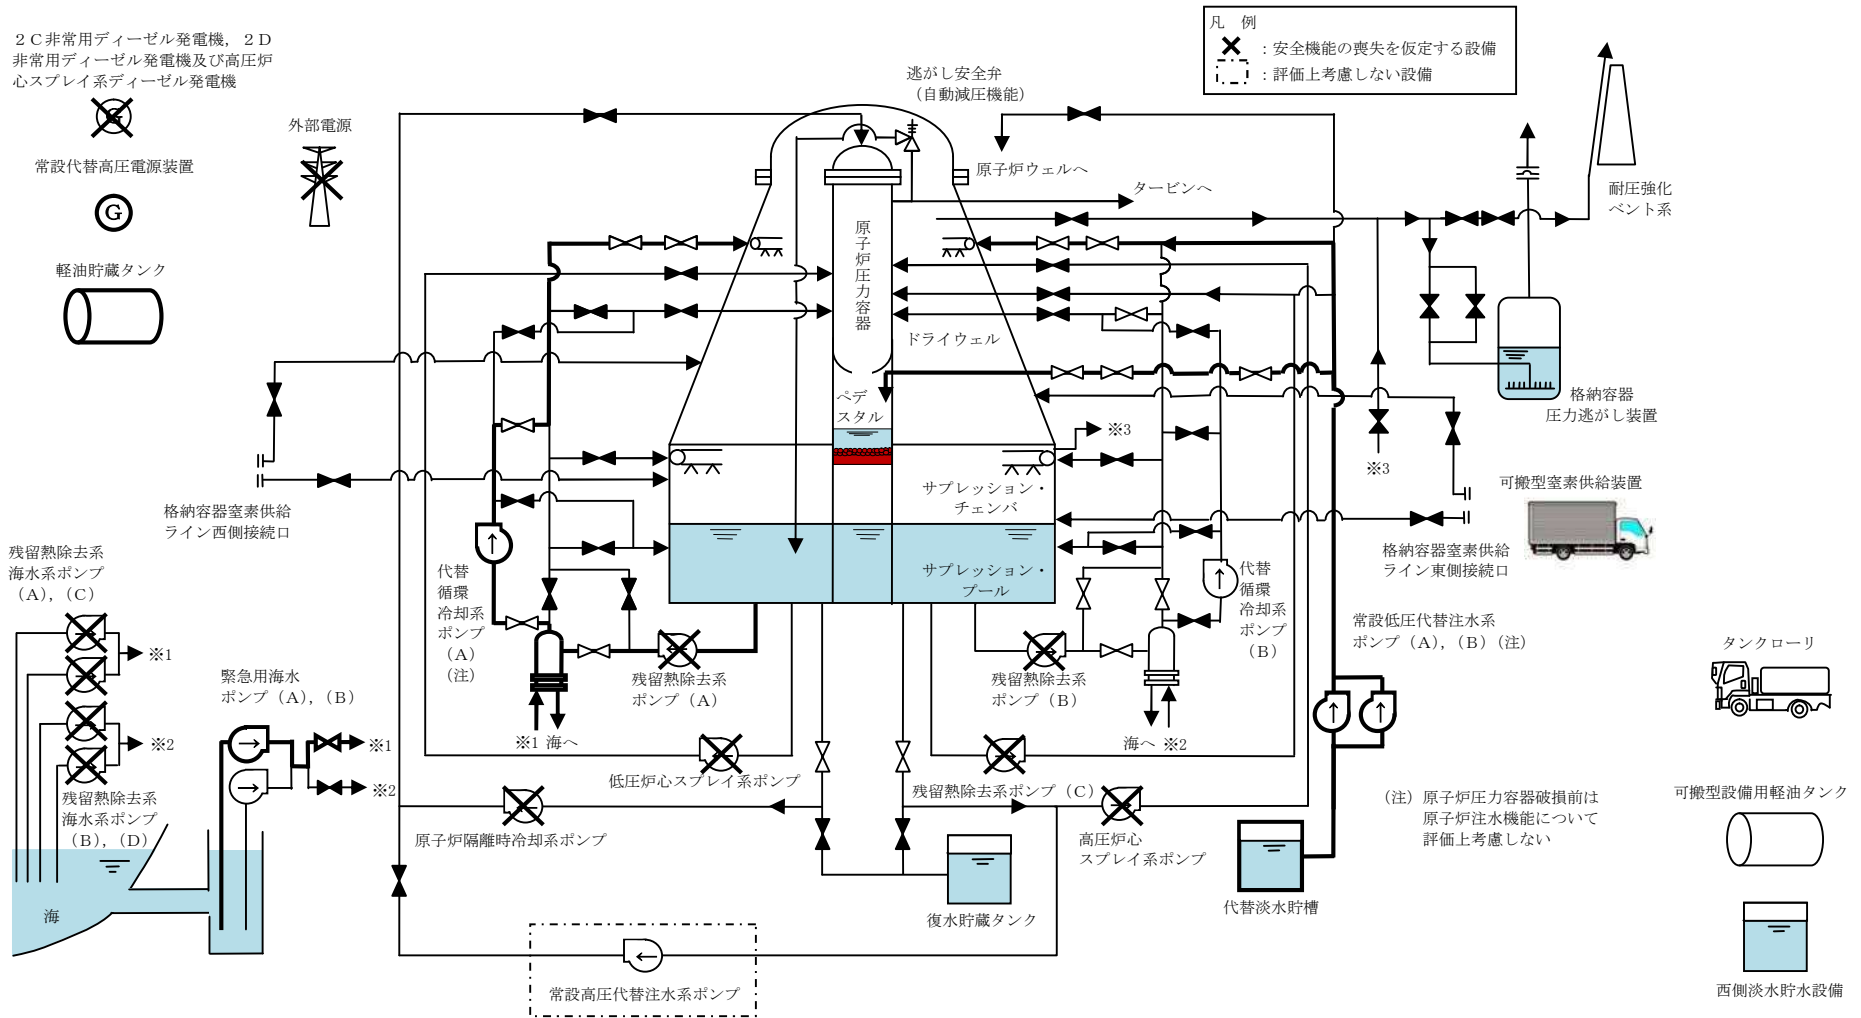 ２Ｃ非常用ディーゼル発電機，２Ｄ
非常用ディーゼル発電機及び高圧炉
心スプレイ系ディーゼル発電機
G
常設代替高圧電源装置
G
軽油貯蔵タンク
外部電源
逃がし安全弁
（自動減圧機能）
凡　例
：安全機能の喪失を仮定する設備
：評価上考慮しない設備
原子炉ウェルへ
タービンへ
耐圧強化
ベント系
原子炉圧力容器
ドライウェル
ペデ
スタル
※3
※3
格納容器
圧力逃がし装置
サプレッション・
チェンバ
サプレッション・
プール
可搬型窒素供給装置
格納容器窒素供給
ライン西側接続口
格納容器窒素供給
ライン東側接続口
残留熱除去系
海水系ポンプ
（Ａ），（Ｃ）
※1
※2
残留熱除去系
海水系ポンプ
（Ｂ），（Ｄ）
海
緊急用海水
ポンプ（Ａ），（Ｂ）
※1
※2
代替
循環
冷却系
ポンプ
（Ａ）
（注）
※1 海へ
残留熱除去系
ポンプ（Ａ）
残留熱除去系
ポンプ（Ｂ）
海へ ※2
代替
循環
冷却系
ポンプ
（Ｂ）
常設低圧代替注水系
ポンプ（Ａ），（Ｂ）（注）
タンクローリ
低圧炉心スプレイ系ポンプ
残留熱除去系ポンプ（Ｃ）
原子炉隔離時冷却系ポンプ
高圧炉心
スプレイ系ポンプ
（注）原子炉圧力容器破損前は
原子炉注水機能について
評価上考慮しない
可搬型設備用軽油タンク
復水貯蔵タンク
代替淡水貯槽
常設高圧代替注水系ポンプ
西側淡水貯水設備